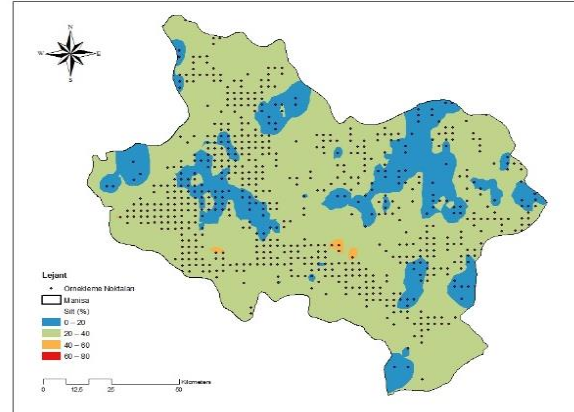 N
W E
S
Lejant
Örnekleme Noktaları
Manisa
Silt (%)
0 – 20
20 – 40
40 – 60
60 – 80
Kilometers
0 12,5 25 50